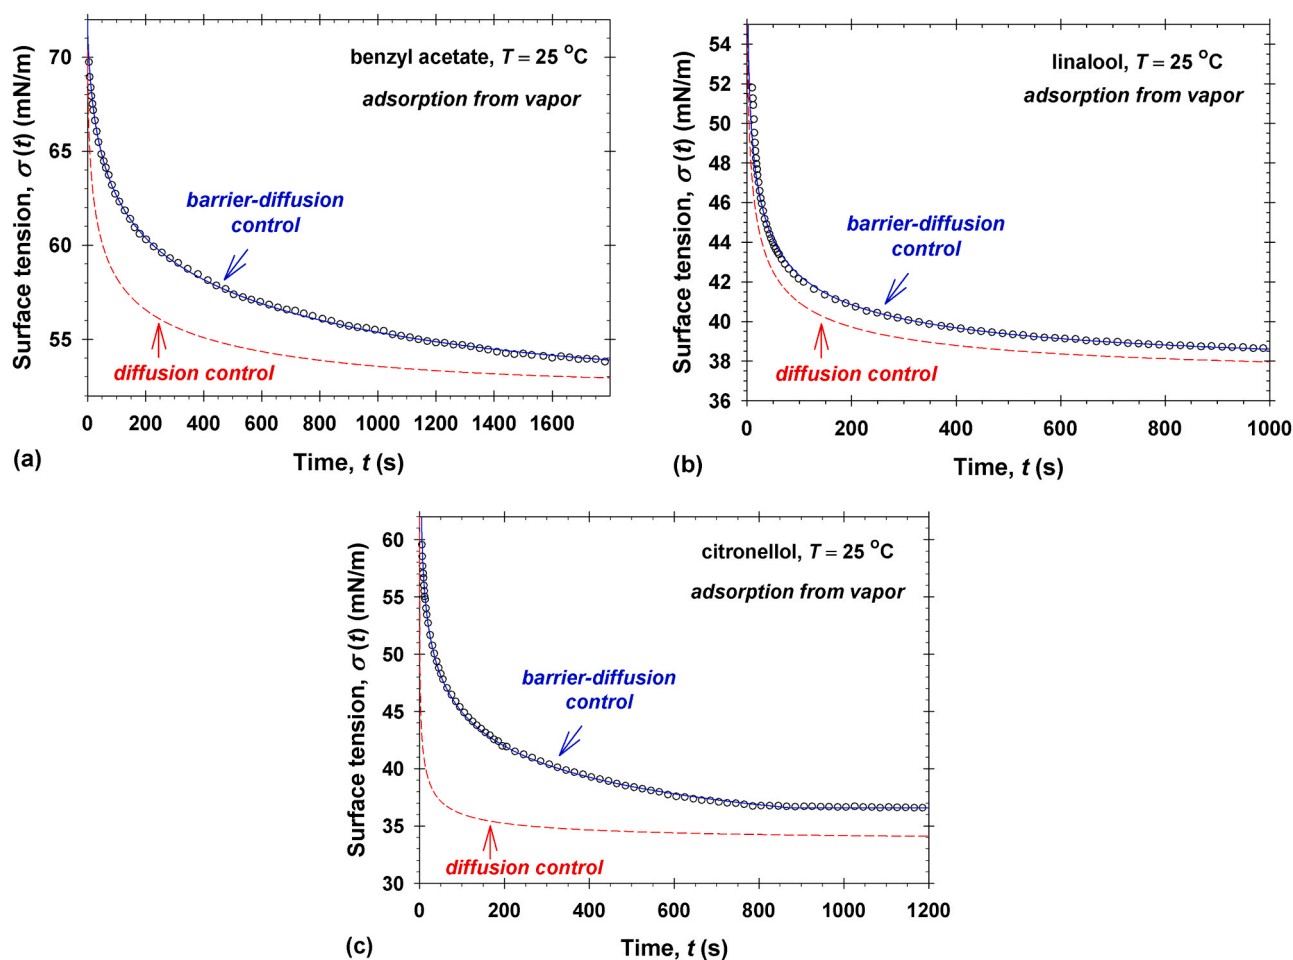 benzyl acetate, T = 25 °C
adsorption from vapor
barrier-diffusion
control
diffusion control
Surface tension, σ(t) (mN/m)
70
65
60
55
0 200 400 600 800 1000 1200 1400 1600
Time, t (s)
(a)
linalool, T = 25 °C
adsorption from vapor
barrier-diffusion
control
diffusion control
Surface tension, σ(t) (mN/m)
54
52
50
48
46
44
42
40
38
36
0 200 400 600 800 1000
Time, t (s)
(b)
citronellol, T = 25 °C
adsorption from vapor
barrier-diffusion
control
diffusion control
Surface tension, σ(t) (mN/m)
60
55
50
45
40
35
30
0 200 400 600 800 1000 1200
Time, t (s)
(c)